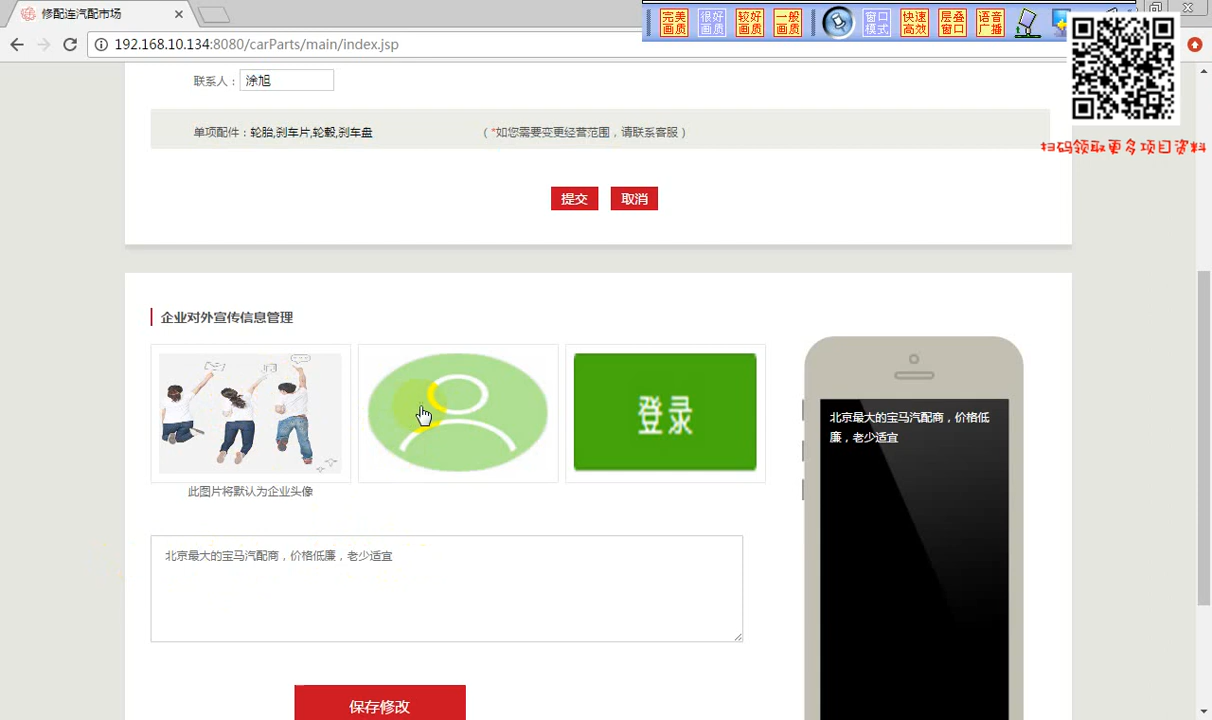 修配连汽配市场
完美画质
很好画质
较好画质
一般画质
窗口模式
快速高效
层叠窗口
语音广播
192.168.10.134:8080/carParts/main/index.jsp
扫码领取更多项目资料
联系人：涂旭
单项配件：轮胎,刹车片,轮毂,刹车盘
（ *如您需要变更经营范围，请联系客服 ）
提交
取消
企业对外宣传信息管理
登录
此图片将默认为企业头像
北京最大的宝马汽配商，价格低廉，老少适宜
保存修改
北京最大的宝马汽配商，价格低
廉，老少适宜